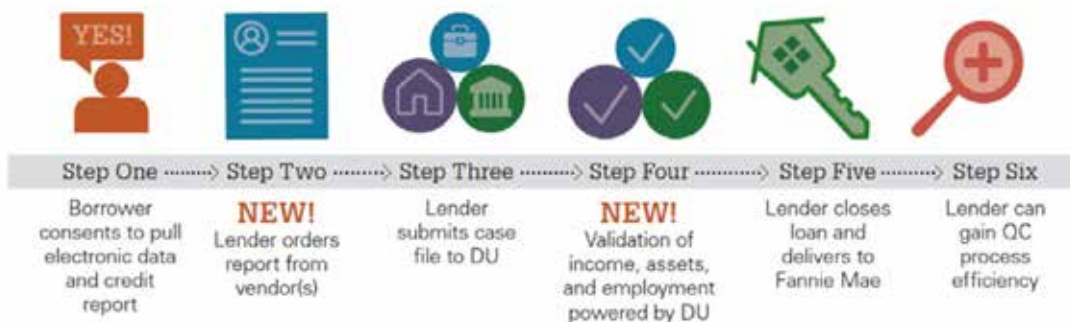 YES!
Step One
Step Two
Step Three
Step Four
Step Five
Step Six
Borrower
consents to pull
electronic data
and credit
report
NEW!
Lender orders
report from
vendor(s)
Lender
submits case
file to DU
NEW!
Validation of
income, assets,
and employment
powered by DU
Lender closes
loan and
delivers to
Fannie Mae
Lender can
gain QC
process
efficiency